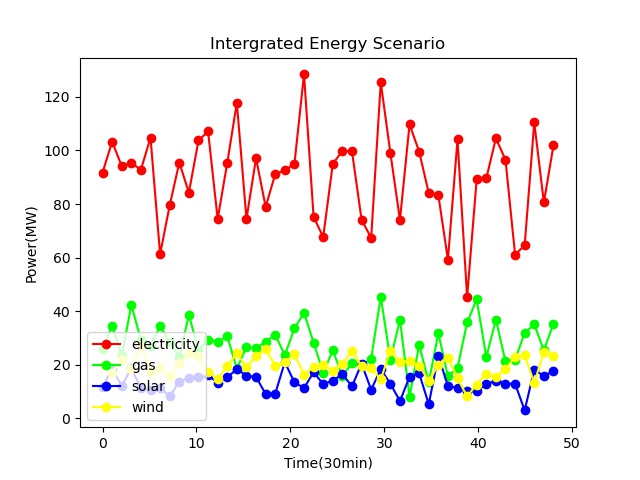 Intergrated Energy Scenario
Power(MW)
120
100
80
60
40
20
0
electricity
gas
solar
wind
0 10 20 30 40 50
Time(30min)